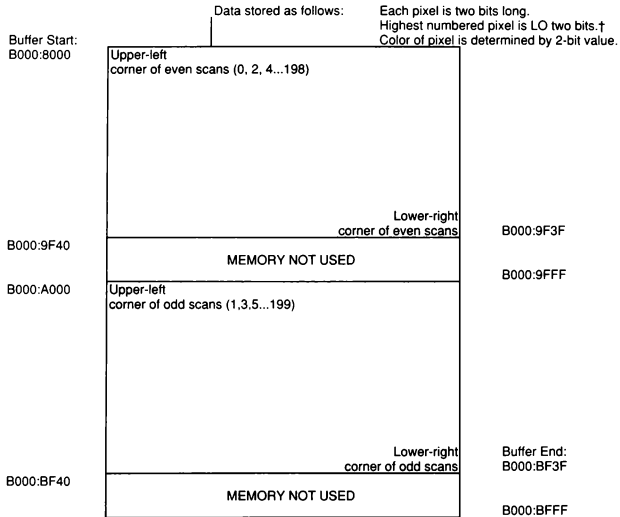 Data stored as follows:
Each pixel is two bits long.
Highest numbered pixel is LO two bits.†
Color of pixel is determined by 2-bit value.
Buffer Start:
B000:8000
Upper-left
corner of even scans (0, 2, 4...198)
Lower-right
corner of even scans
B000:9F3F
B000:9F40
MEMORY NOT USED
B000:9FFF
B000:A000
Upper-left
corner of odd scans (1,3,5...199)
Lower-right
corner of odd scans
Buffer End:
B000:BF3F
B000:BF40
MEMORY NOT USED
B000:BFFF